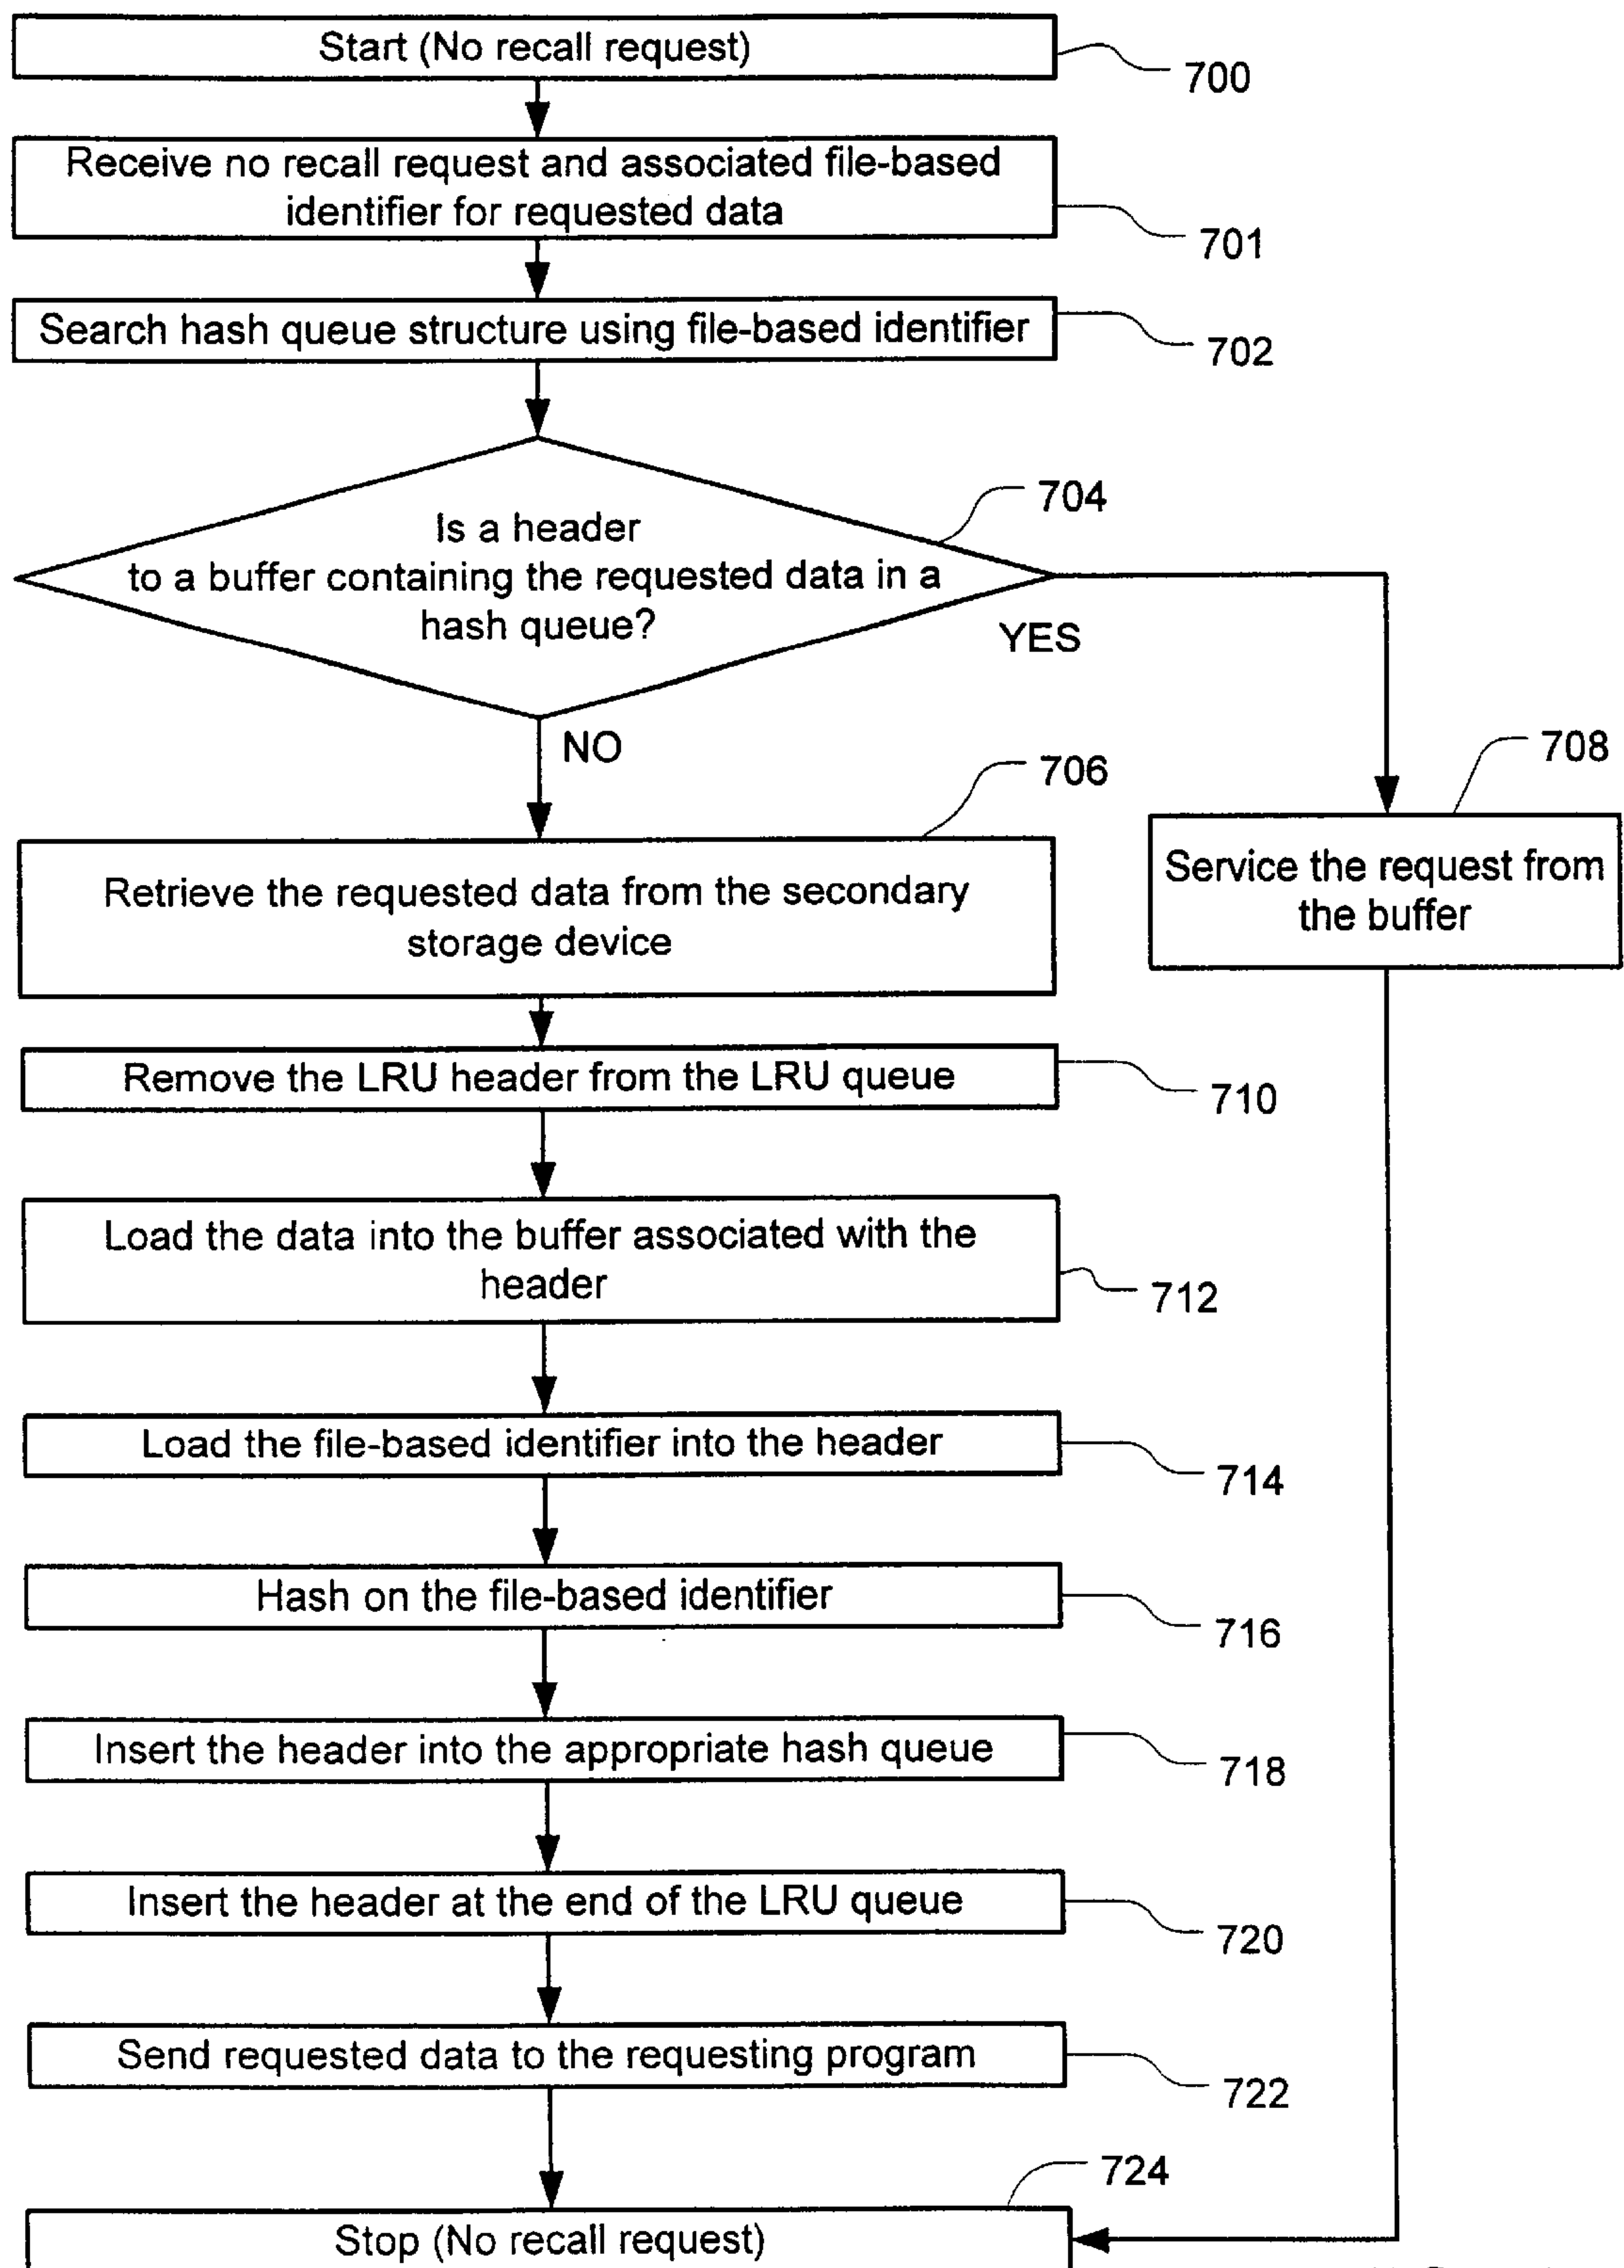 Start (No recall request)
700
Receive no recall request and associated file-based
identifier for requested data
701
Search hash queue structure using file-based identifier
702
704
Is a header
to a buffer containing the requested data in a
hash queue?
YES
NO
706
708
Retrieve the requested data from the secondary
storage device
Service the request from
the buffer
Remove the LRU header from the LRU queue
710
Load the data into the buffer associated with the
header
712
Load the file-based identifier into the header
714
Hash on the file-based identifier
716
Insert the header into the appropriate hash queue
718
Insert the header at the end of the LRU queue
720
Send requested data to the requesting program
722
724
Stop (No recall request)